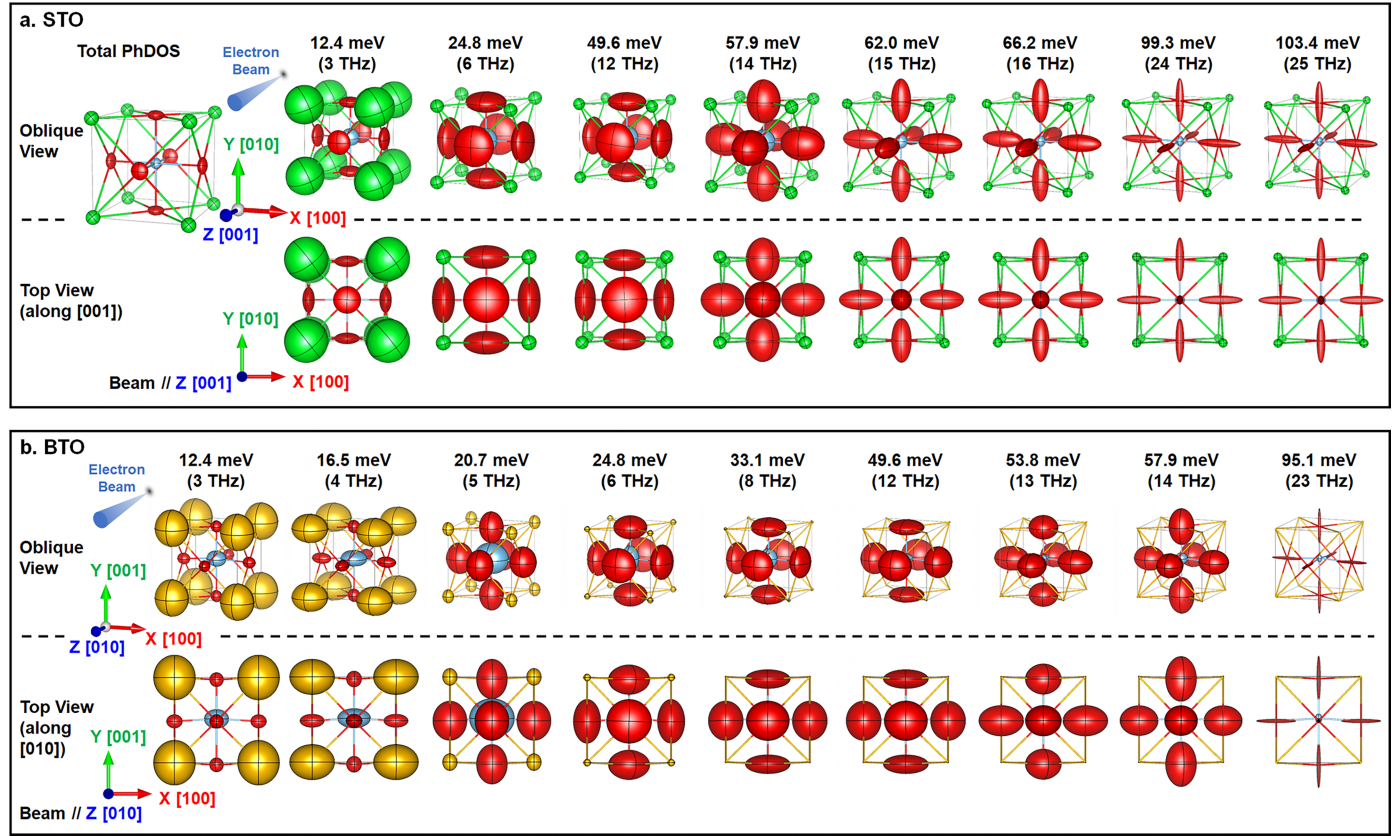 a. STO
Total PhDOS
Electron
Beam
12.4 meV
(3 THz)
24.8 meV
(6 THz)
49.6 meV
(12 THz)
57.9 meV
(14 THz)
62.0 meV
(15 THz)
66.2 meV
(16 THz)
99.3 meV
(24 THz)
103.4 meV
(25 THz)
Oblique
View
Y [010]
X [100]
Z [001]
Top View
(along [001])
Y [010]
X [100]
Beam // Z [001]
b. BTO
Electron
Beam
12.4 meV
(3 THz)
16.5 meV
(4 THz)
20.7 meV
(5 THz)
24.8 meV
(6 THz)
33.1 meV
(8 THz)
49.6 meV
(12 THz)
53.8 meV
(13 THz)
57.9 meV
(14 THz)
95.1 meV
(23 THz)
Oblique
View
Y [001]
X [100]
Z [010]
Top View
(along
[010])
Y [001]
X [100]
Beam // Z [010]